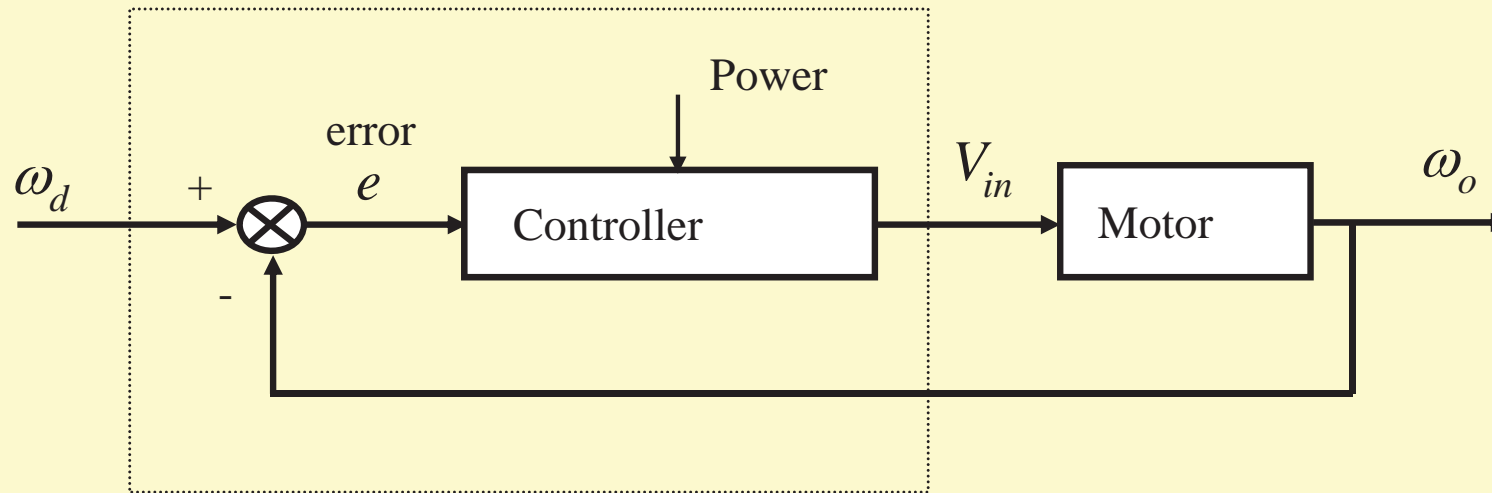 Power
error
e
ω_d
+
-
Controller
V_in
Motor
ω_o